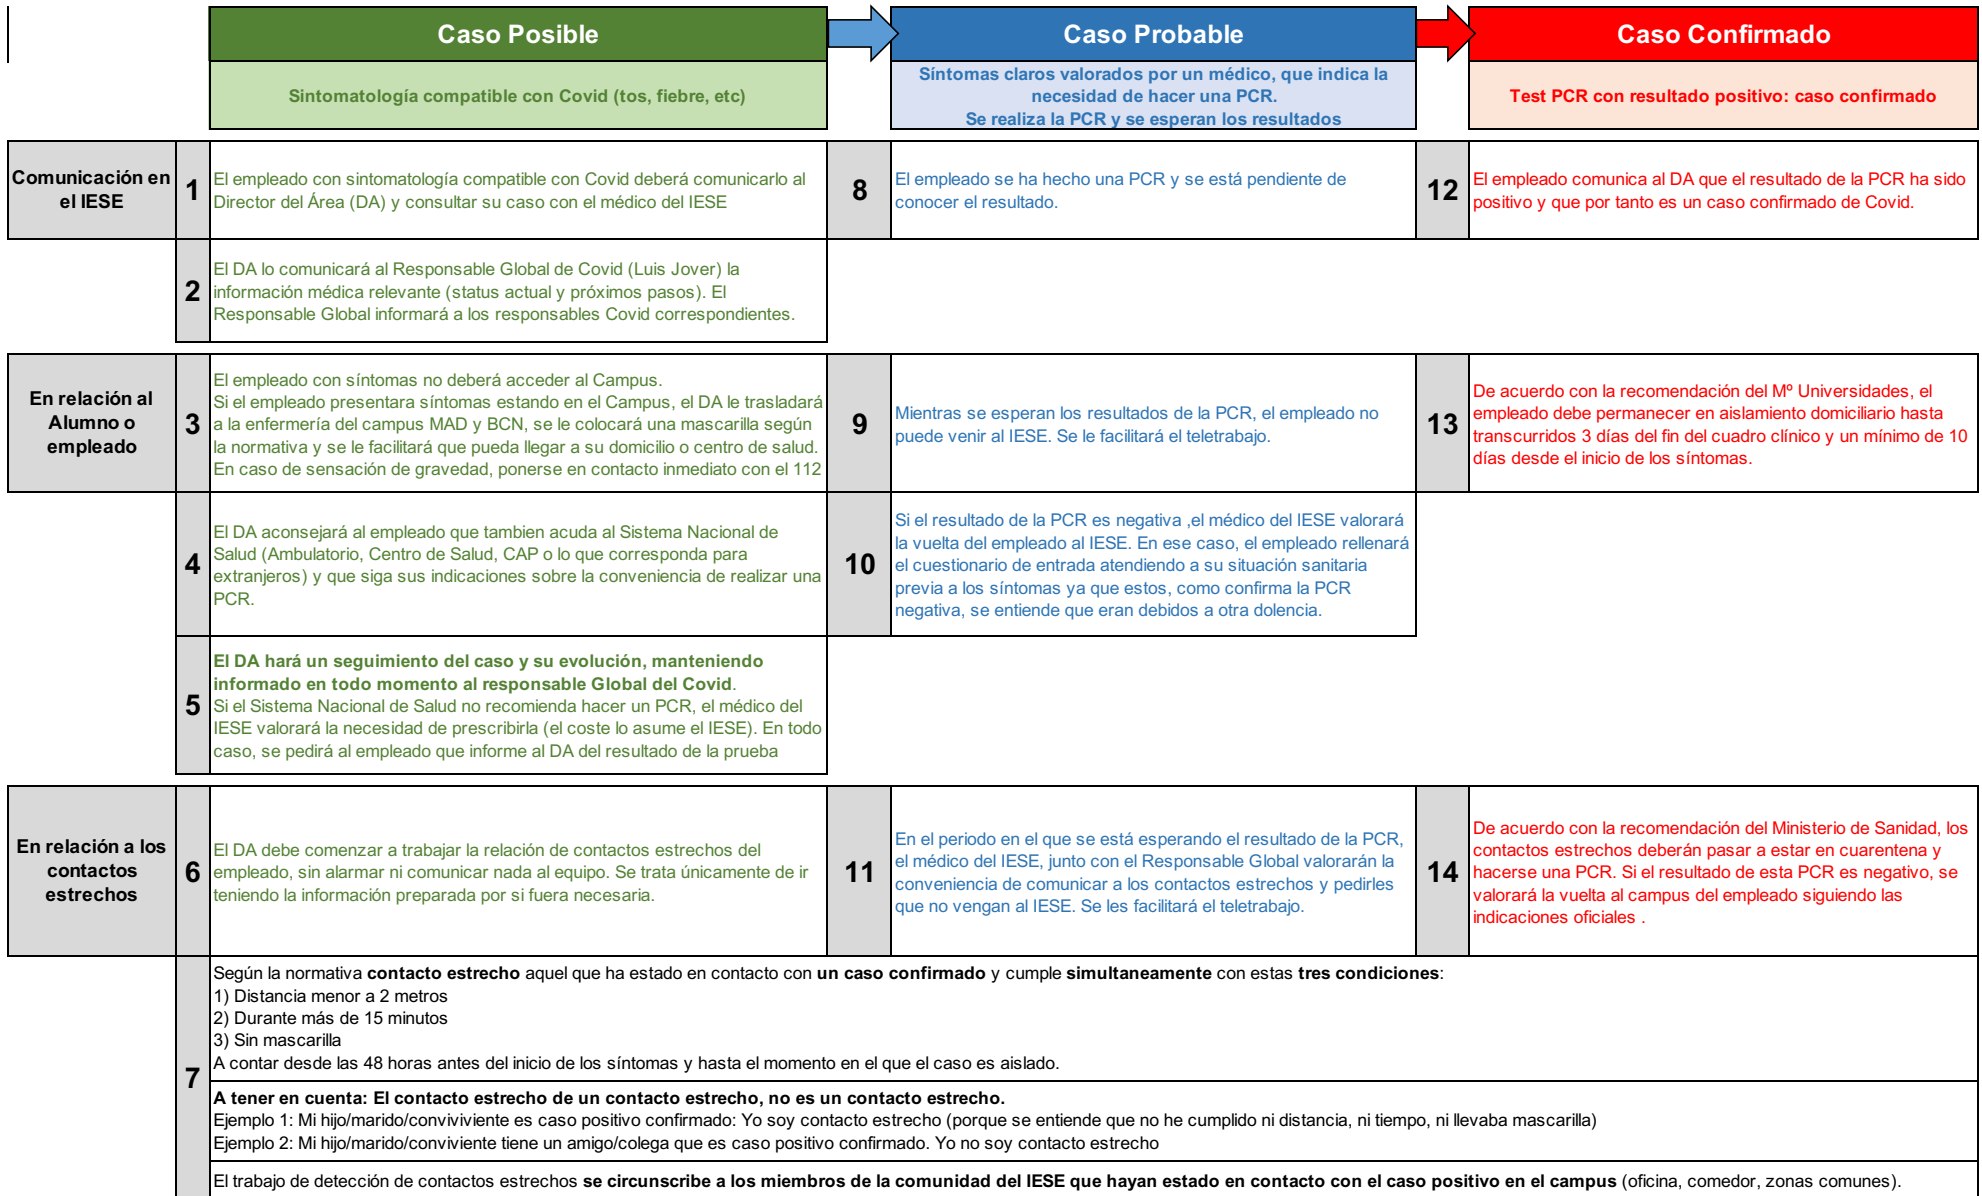 Caso Posible
Caso Probable
Caso Confirmado
Sintomatología compatible con Covid (tos, fiebre, etc)
Síntomas claros valorados por un médico, que indica la
necesidad de hacer una PCR.
Se realiza la PCR y se esperan los resultados
Test PCR con resultado positivo: caso confirmado
Comunicación en
el IESE
1
El empleado con sintomatología compatible con Covid deberá comunicarlo al
Director del Área (DA) y consultar su caso con el médico del IESE
8
El empleado se ha hecho una PCR y se está pendiente de
conocer el resultado.
12
El empleado comunica al DA que el resultado de la PCR ha sido
positivo y que por tanto es un caso confirmado de Covid.
2
El DA lo comunicará al Responsable Global de Covid (Luis Jover) la
información médica relevante (status actual y próximos pasos). El
Responsable Global informará a los responsables Covid correspondientes.
En relación al
Alumno o
empleado
3
El empleado con síntomas no deberá acceder al Campus.
Si el empleado presentara síntomas estando en el Campus, el DA le trasladará
a la enfermería del campus MAD y BCN, se le colocará una mascarilla según
la normativa y se le facilitará que pueda llegar a su domicilio o centro de salud.
En caso de sensación de gravedad, ponerse en contacto inmediato con el 112
9
Mientras se esperan los resultados de la PCR, el empleado no
puede venir al IESE. Se le facilitará el teletrabajo.
13
De acuerdo con la recomendación del Mº Universidades, el
empleado debe permanecer en aislamiento domiciliario hasta
transcurridos 3 días del fin del cuadro clínico y un mínimo de 10
días desde el inicio de los síntomas.
4
El DA aconsejará al empleado que tambien acuda al Sistema Nacional de
Salud (Ambulatorio, Centro de Salud, CAP o lo que corresponda para
extranjeros) y que siga sus indicaciones sobre la conveniencia de realizar una
PCR.
10
Si el resultado de la PCR es negativa ,el médico del IESE valorará
la vuelta del empleado al IESE. En ese caso, el empleado rellenará
el cuestionario de entrada atendiendo a su situación sanitaria
previa a los síntomas ya que estos, como confirma la PCR
negativa, se entiende que eran debidos a otra dolencia.
5
El DA hará un seguimiento del caso y su evolución, manteniendo
informado en todo momento al responsable Global del Covid.
Si el Sistema Nacional de Salud no recomienda hacer un PCR, el médico del
IESE valorará la necesidad de prescribirla (el coste lo asume el IESE). En todo
caso, se pedirá al empleado que informe al DA del resultado de la prueba
En relación a los
contactos
estrechos
6
El DA debe comenzar a trabajar la relación de contactos estrechos del
empleado, sin alarmar ni comunicar nada al equipo. Se trata únicamente de ir
teniendo la información preparada por si fuera necesaria.
11
En el periodo en el que se está esperando el resultado de la PCR,
el médico del IESE, junto con el Responsable Global valorarán la
conveniencia de comunicar a los contactos estrechos y pedirles
que no vengan al IESE. Se les facilitará el teletrabajo.
14
De acuerdo con la recomendación del Ministerio de Sanidad, los
contactos estrechos deberán pasar a estar en cuarentena y
hacerse una PCR. Si el resultado de esta PCR es negativo, se
valorará la vuelta al campus del empleado siguiendo las
indicaciones oficiales .
7
Según la normativa contacto estrecho aquel que ha estado en contacto con un caso confirmado y cumple simultaneamente con estas tres condiciones:
1) Distancia menor a 2 metros
2) Durante más de 15 minutos
3) Sin mascarilla
A contar desde las 48 horas antes del inicio de los síntomas y hasta el momento en el que el caso es aislado.
A tener en cuenta: El contacto estrecho de un contacto estrecho, no es un contacto estrecho.
Ejemplo 1: Mi hijo/marido/conviviviente es caso positivo confirmado: Yo soy contacto estrecho (porque se entiende que no he cumplido ni distancia, ni tiempo, ni llevaba mascarilla)
Ejemplo 2: Mi hijo/marido/conviviente tiene un amigo/colega que es caso positivo confirmado. Yo no soy contacto estrecho
El trabajo de detección de contactos estrechos se circunscribe a los miembros de la comunidad del IESE que hayan estado en contacto con el caso positivo en el campus (oficina, comedor, zonas comunes).